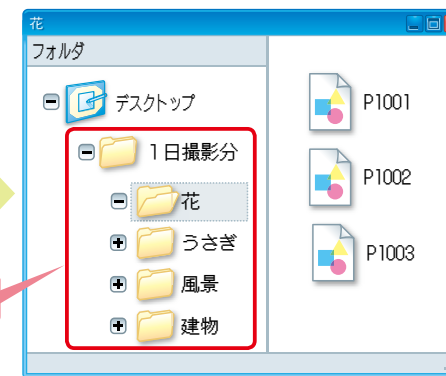 花
フォルダ
デスクトップ
1日撮影分
花
うさぎ
風景
建物
P1001
P1002
P1003